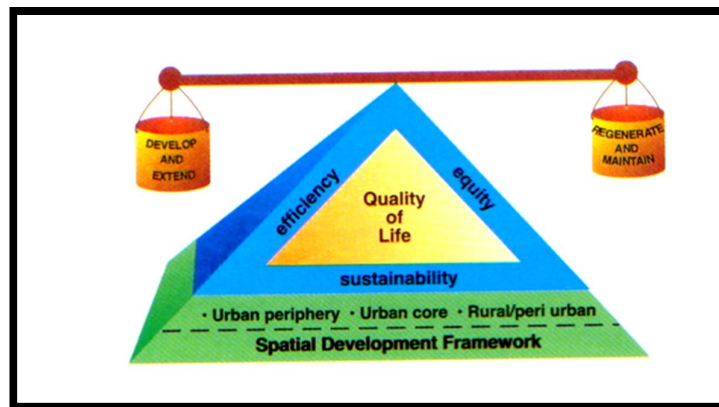 DEVELOP
AND
EXTEND
REGENERATE
AND
MAINTAIN
efficiency
equity
Quality
of
Life
sustainability
· Urban periphery · Urban core · Rural/peri urban
Spatial Development Framework